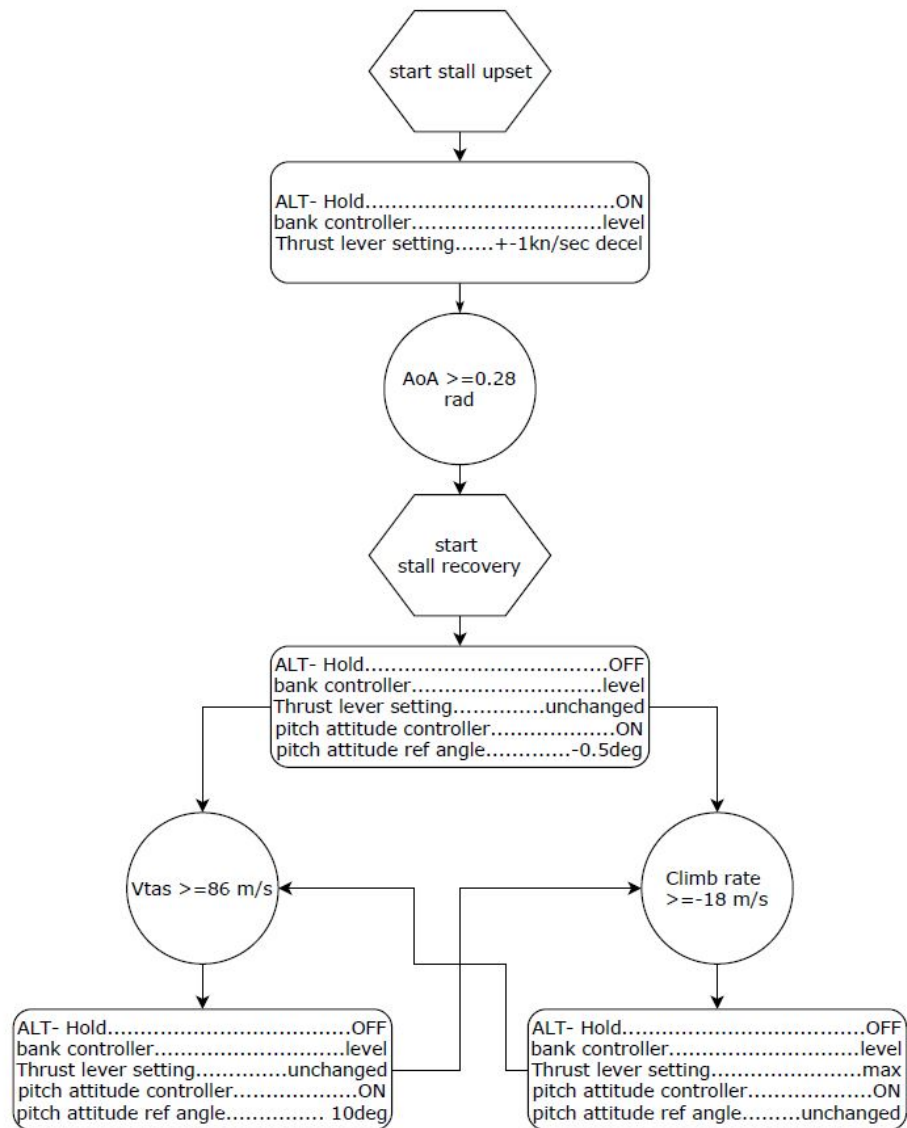 start stall upset
ALT- Hold......................................ON
bank controller.............................level
Thrust lever setting......+-1kn/sec decel
AoA >=0.28
rad
start
stall recovery
ALT- Hold.....................................OFF
bank controller.............................level
Thrust lever setting..............unchanged
pitch attitude controller...................ON
pitch attitude ref angle.............-0.5deg
Vtas >=86 m/s
Climb rate
>=-18 m/s
ALT- Hold.....................................OFF
bank controller.............................level
Thrust lever setting..............unchanged
pitch attitude controller...................ON
pitch attitude ref angle.............. 10deg
ALT- Hold.....................................OFF
bank controller.............................level
Thrust lever setting.......................max
pitch attitude controller...................ON
pitch attitude ref angle.........unchanged